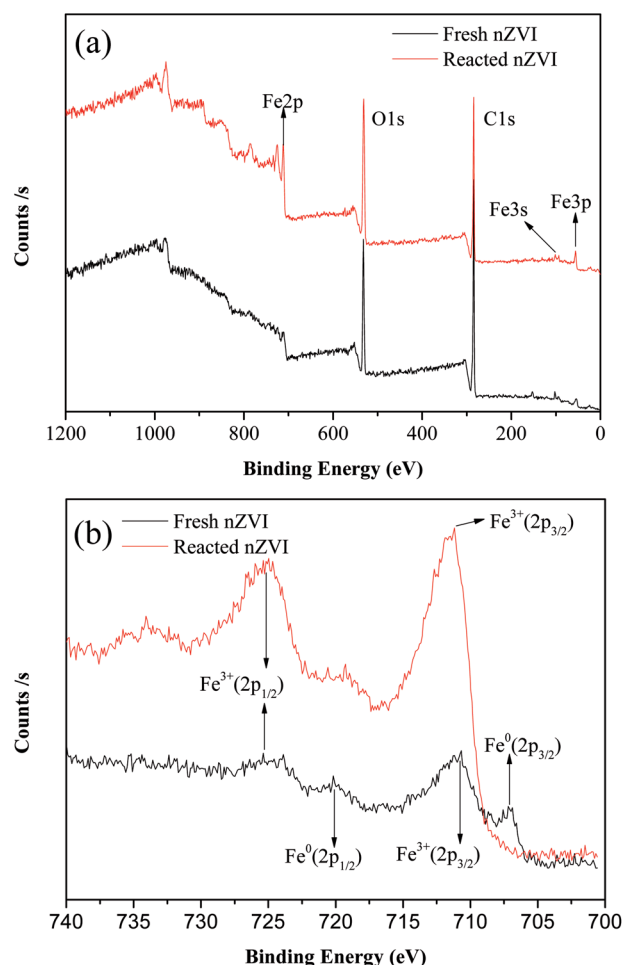 (a)
Fresh nZVI
Reacted nZVI
Fe2p
O1s
C1s
Fe3s
Fe3p
Counts /s
1200 1000 800 600 400 200 0
Binding Energy (eV)
(b)
Fresh nZVI
Reacted nZVI
Fe³⁺(2p₃/₂)
Fe³⁺(2p₁/₂)
Fe⁰(2p₃/₂)
Fe⁰(2p₁/₂)
Fe³⁺(2p₃/₂)
Counts /s
740 735 730 725 720 715 710 705 700
Binding Energy (eV)